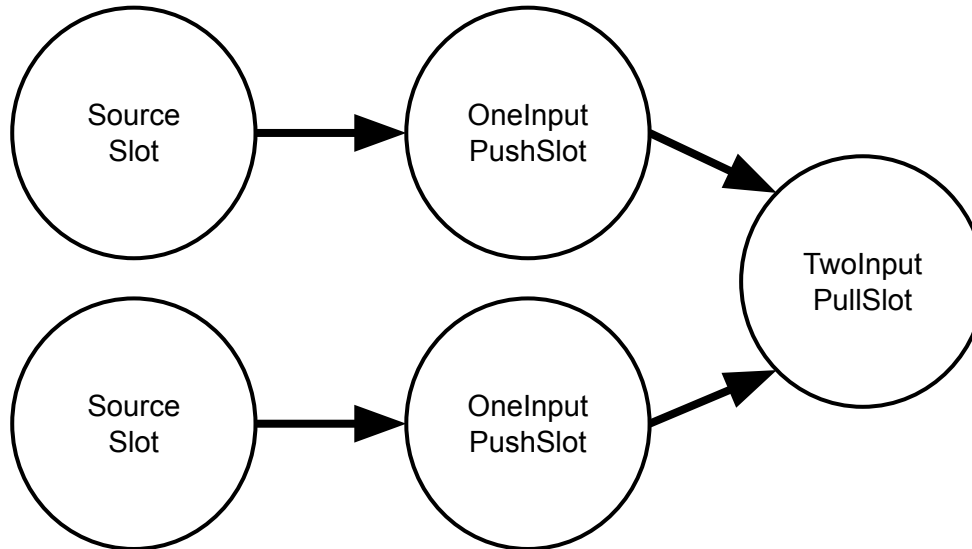 Source
Slot
OneInput
PushSlot
TwoInput
PullSlot
Source
Slot
OneInput
PushSlot